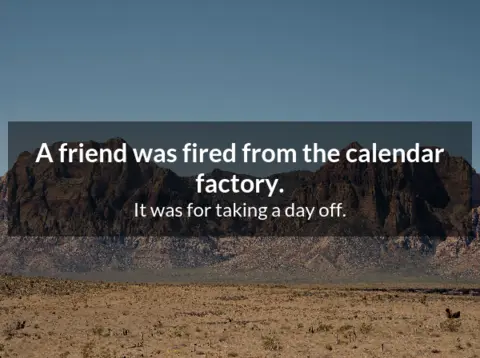 A friend was fired from the calendar
factory.
It was for taking a day off.